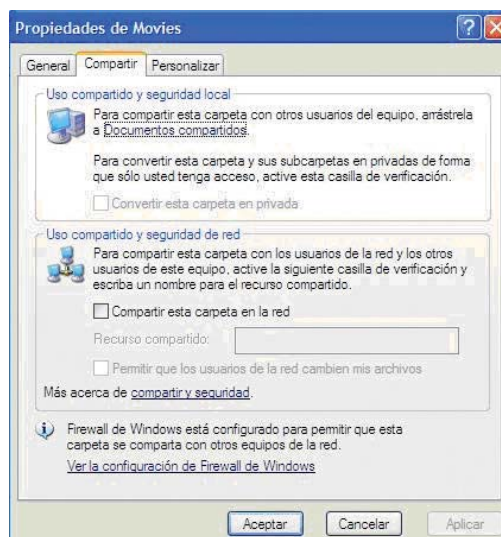 Propiedades de Movies
General Compartir Personalizar
Uso compartido y seguridad local
Para compartir esta carpeta con otros usuarios del equipo, arrástrela
a Documentos compartidos.
Para convertir esta carpeta y sus subcarpetas en privadas de forma
que sólo usted tenga acceso, active esta casilla de verificación.
Convertir esta carpeta en privada
Uso compartido y seguridad de red
Para compartir esta carpeta con los usuarios de la red y los otros
usuarios de este equipo, active la siguiente casilla de verificación y
escriba un nombre para el recurso compartido.
Compartir esta carpeta en la red
Recurso compartido:
Permitir que los usuarios de la red cambien mis archivos
Más acerca de compartir y seguridad.
Firewall de Windows está configurado para permitir que esta
carpeta se comparta con otros equipos de la red.
Ver la configuración de Firewall de Windows
Aceptar Cancelar Aplicar